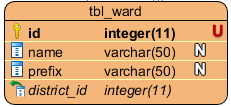 tbl_ward
id integer(11) U
name varchar(50) N
prefix varchar(50) N
district_id integer(11)